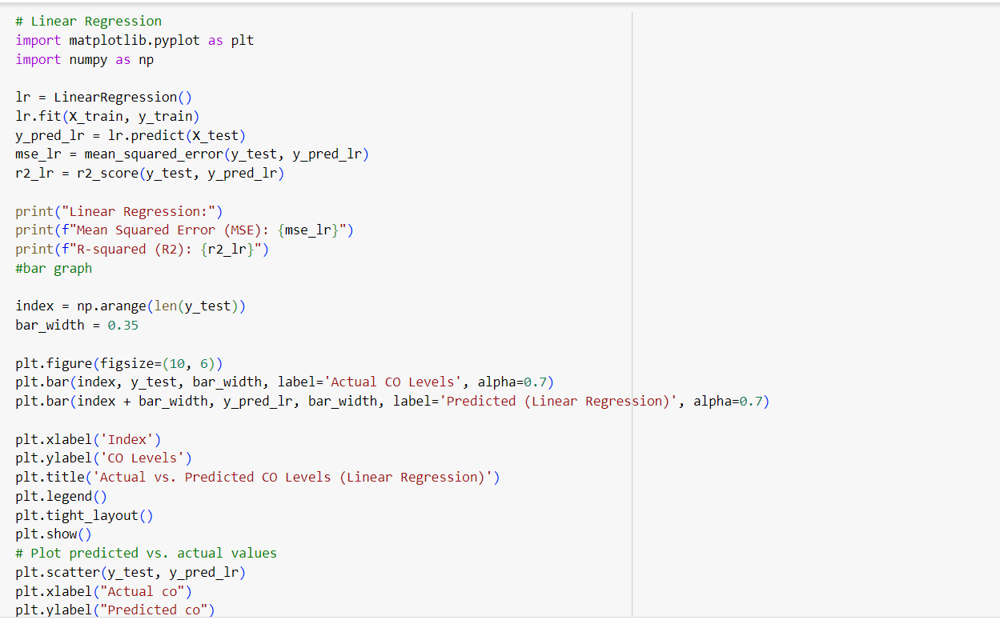 # Linear Regression
import matplotlib.pyplot as plt
import numpy as np
lr = LinearRegression()
lr.fit(X_train, y_train)
y_pred_lr = lr.predict(X_test)
mse_lr = mean_squared_error(y_test, y_pred_lr)
r2_lr = r2_score(y_test, y_pred_lr)
print("Linear Regression:")
print(f"Mean Squared Error (MSE): {mse_lr}")
print(f"R-squared (R2): {r2_lr}")
#bar graph
index = np.arange(len(y_test))
bar_width = 0.35
plt.figure(figsize=(10, 6))
plt.bar(index, y_test, bar_width, label='Actual CO Levels', alpha=0.7)
plt.bar(index + bar_width, y_pred_lr, bar_width, label='Predicted (Linear Regression)', alpha=0.7)
plt.xlabel('Index')
plt.ylabel('CO Levels')
plt.title('Actual vs. Predicted CO Levels (Linear Regression)')
plt.legend()
plt.tight_layout()
plt.show()
# Plot predicted vs. actual values
plt.scatter(y_test, y_pred_lr)
plt.xlabel("Actual co")
plt.ylabel("Predicted co")